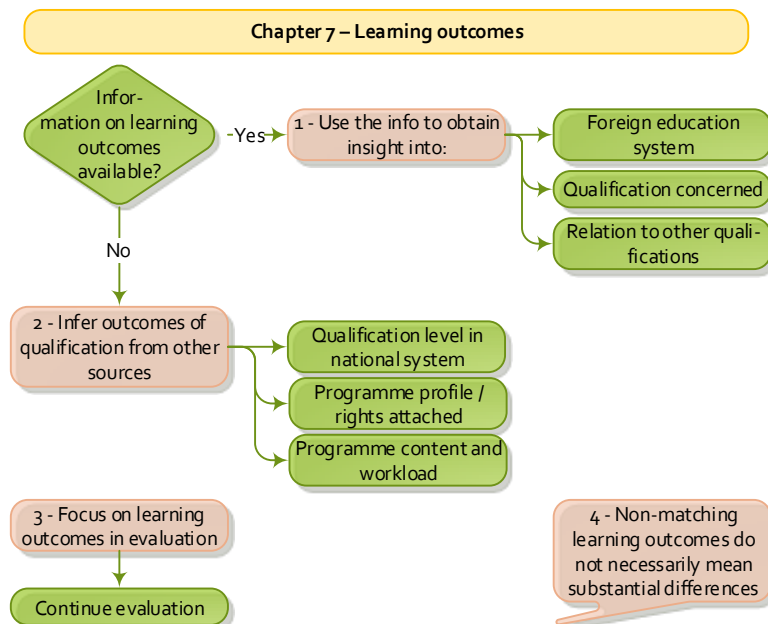 Chapter 7 – Learning outcomes
Infor-
mation on learning
outcomes
available?
Yes
1 - Use the info to obtain
insight into:
Foreign education
system
Qualification concerned
Relation to other quali-
fications
No
2 - Infer outcomes of
qualification from other
sources
Qualification level in
national system
Programme profile /
rights attached
Programme content and
workload
3 - Focus on learning
outcomes in evaluation
4 - Non-matching
learning outcomes do
not necessarily mean
substantial differences
Continue evaluation